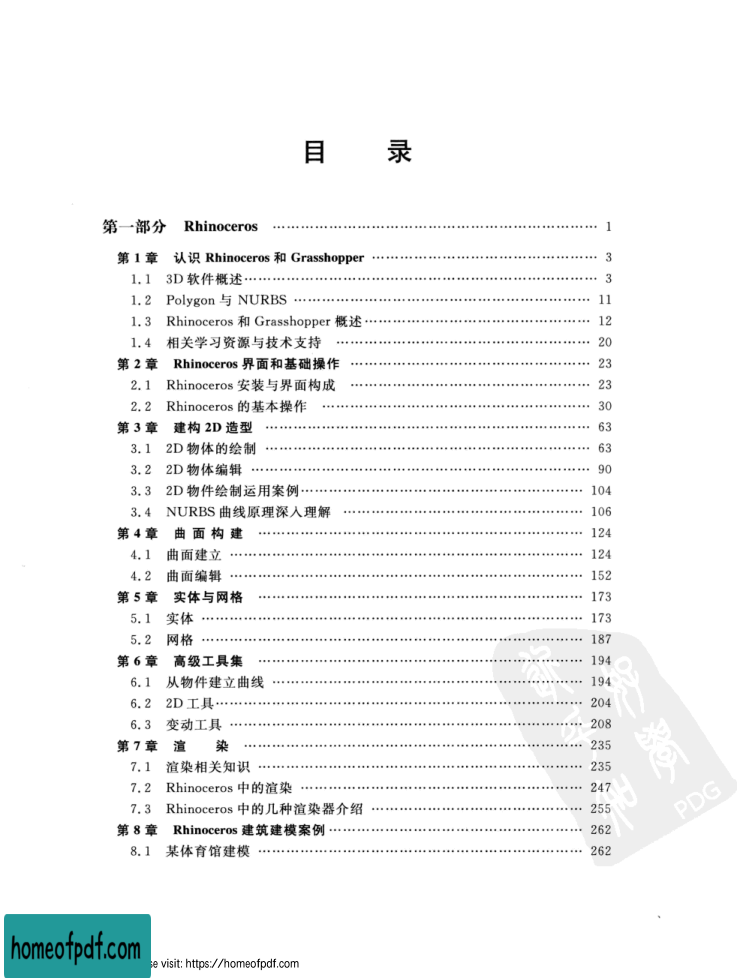 目 录
第一部分 Rhinoceros ………………………………………………………… 1
第 1 章 认识 Rhinoceros 和 Grasshopper ……………………………………… 3
1.1 3D 软件概述…………………………………………………………… 3
1.2 Polygon 与 NURBS …………………………………………………… 11
1.3 Rhinoceros 和 Grasshopper 概述……………………………………… 12
1.4 相关学习资源与技术支持 …………………………………………… 20
第 2 章 Rhinoceros 界面和基础操作 ………………………………………… 23
2.1 Rhinoceros 安装与界面构成 ………………………………………… 23
2.2 Rhinoceros 的基本操作 ……………………………………………… 30
第 3 章 建构 2D 造型 ………………………………………………………… 63
3.1 2D 物体的绘制 ……………………………………………………… 63
3.2 2D 物体编辑 ………………………………………………………… 90
3.3 2D 物件绘制运用案例………………………………………………… 104
3.4 NURBS 曲线原理深入理解 ………………………………………… 106
第 4 章 曲 面 构 建 ………………………………………………………… 124
4.1 曲面建立 ……………………………………………………………… 124
4.2 曲面编辑 ……………………………………………………………… 152
第 5 章 实体与网格 ………………………………………………………… 173
5.1 实体 …………………………………………………………………… 173
5.2 网格 …………………………………………………………………… 187
第 6 章 高级工具集 ………………………………………………………… 194
6.1 从物件建立曲线 ……………………………………………………… 194
6.2 2D 工具………………………………………………………………… 204
6.3 变动工具 ……………………………………………………………… 208
第 7 章 渲 染 ……………………………………………………………… 235
7.1 渲染相关知识 ………………………………………………………… 235
7.2 Rhinoceros 中的渲染 ………………………………………………… 247
7.3 Rhinoceros 中的几种渲染器介绍 …………………………………… 255
第 8 章 Rhinoceros 建筑建模案例……………………………………………… 262
8.1 某体育馆建模 ………………………………………………………… 262
PDG
homeofpdf.com
se visit: https://homeofpdf.com